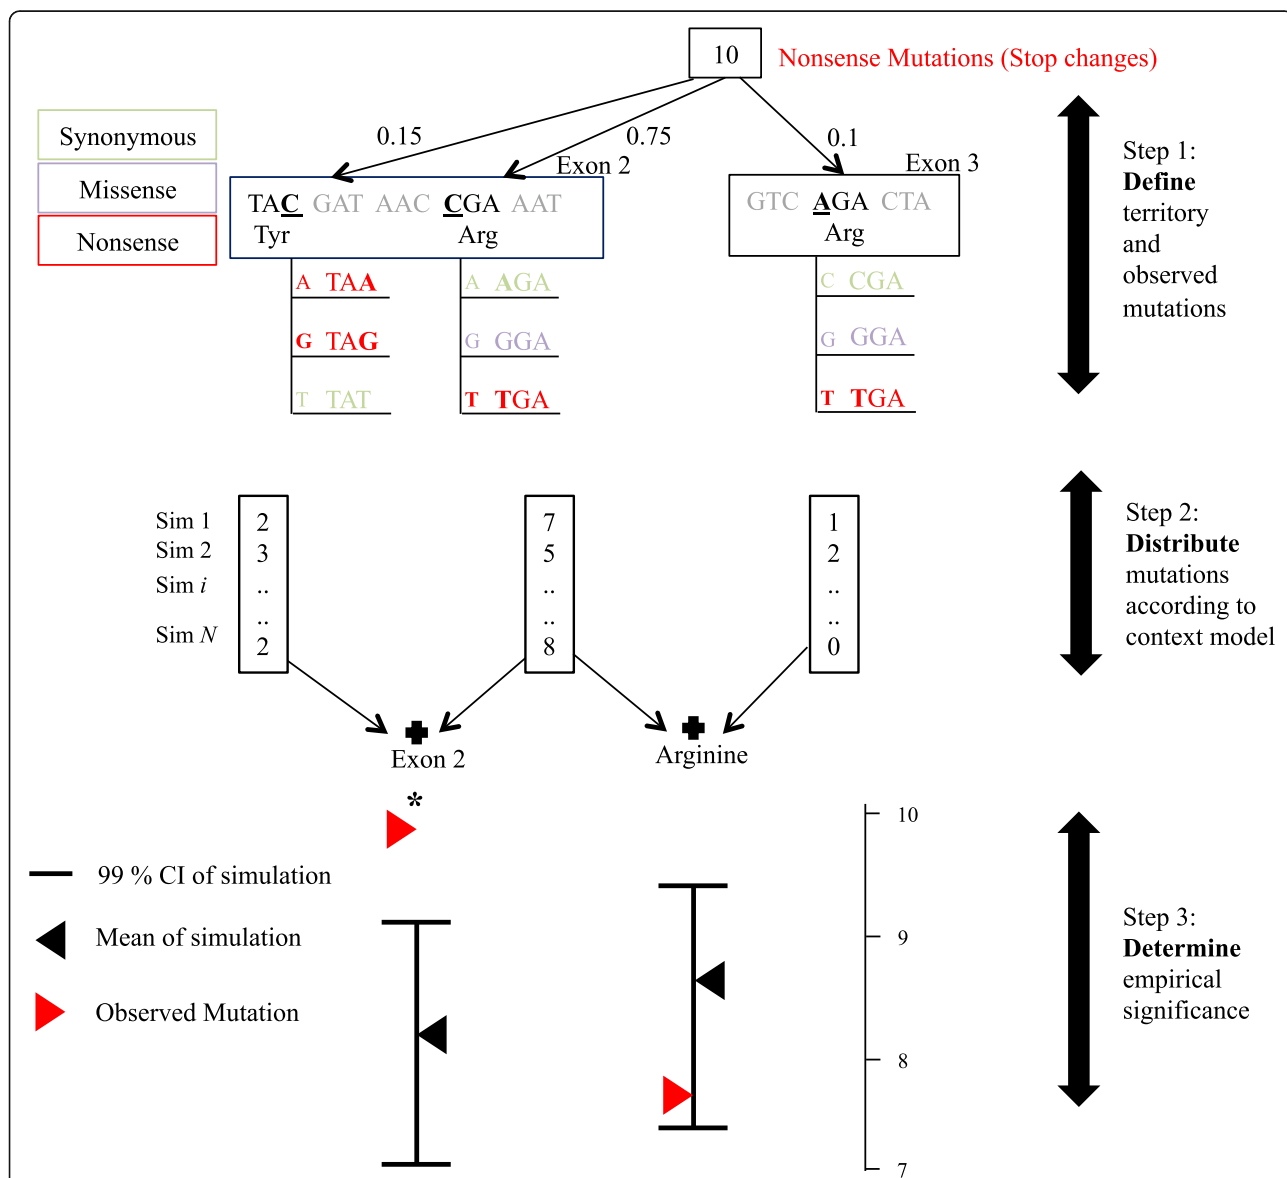 10
Nonsense Mutations (Stop changes)
0.15
0.75
0.1
Synonymous
Missense
Nonsense
Exon 2
Exon 3
TAC GAT AAC CGA AAT
Tyr
Arg
GTC AGA CTA
Arg
A TAA
G TAG
T TAT
A AGA
G GGA
T TGA
C CGA
G GGA
T TGA
Step 1:
Define
territory
and
observed
mutations
Sim 1 2 7 1
Sim 2 3 5 2
Sim i .. .. ..
.. .. ..
Sim N 2 8 0
Step 2:
Distribute
mutations
according to
context model
Exon 2
Arginine
*
10
9
8
7
99 % CI of simulation
Mean of simulation
Observed Mutation
Step 3:
Determine
empirical
significance